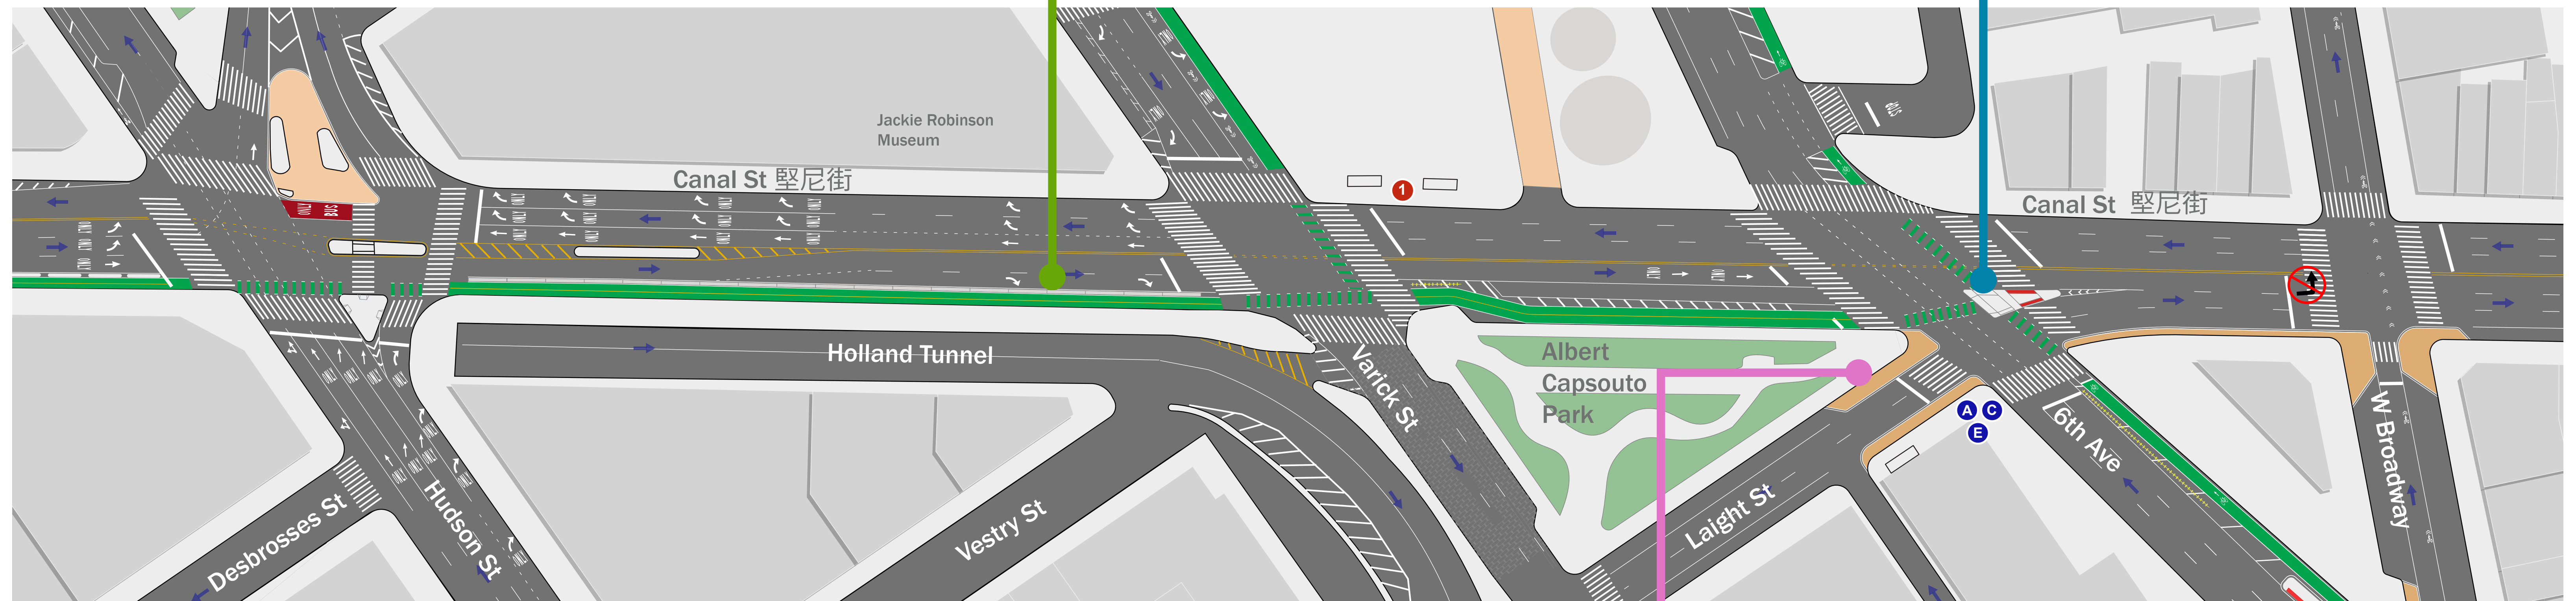 Jackie Robinson
Museum
Canal St 堅尼街
1
Canal St 堅尼街
ONLY
BUS
Holland Tunnel
Varick St
Albert
Capsouto
Park
A C
E
6th Ave
W Broadway
Laight St
Vestry St
Hudson St
Desbrosses St